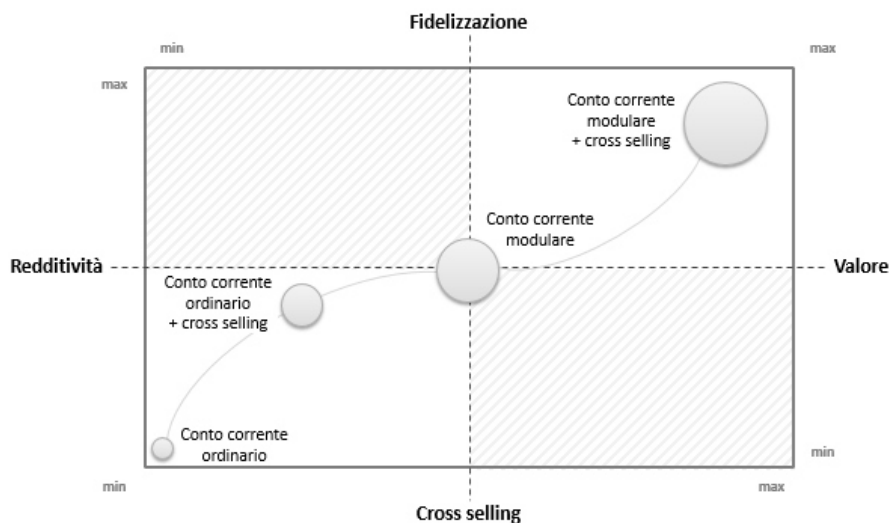 Fidelizzazione
min
max
max
Conto corrente
modulare
+ cross selling
Conto corrente
modulare
Redditività
Valore
Conto corrente
ordinario
+ cross selling
Conto corrente
ordinario
min
min
max
Cross selling